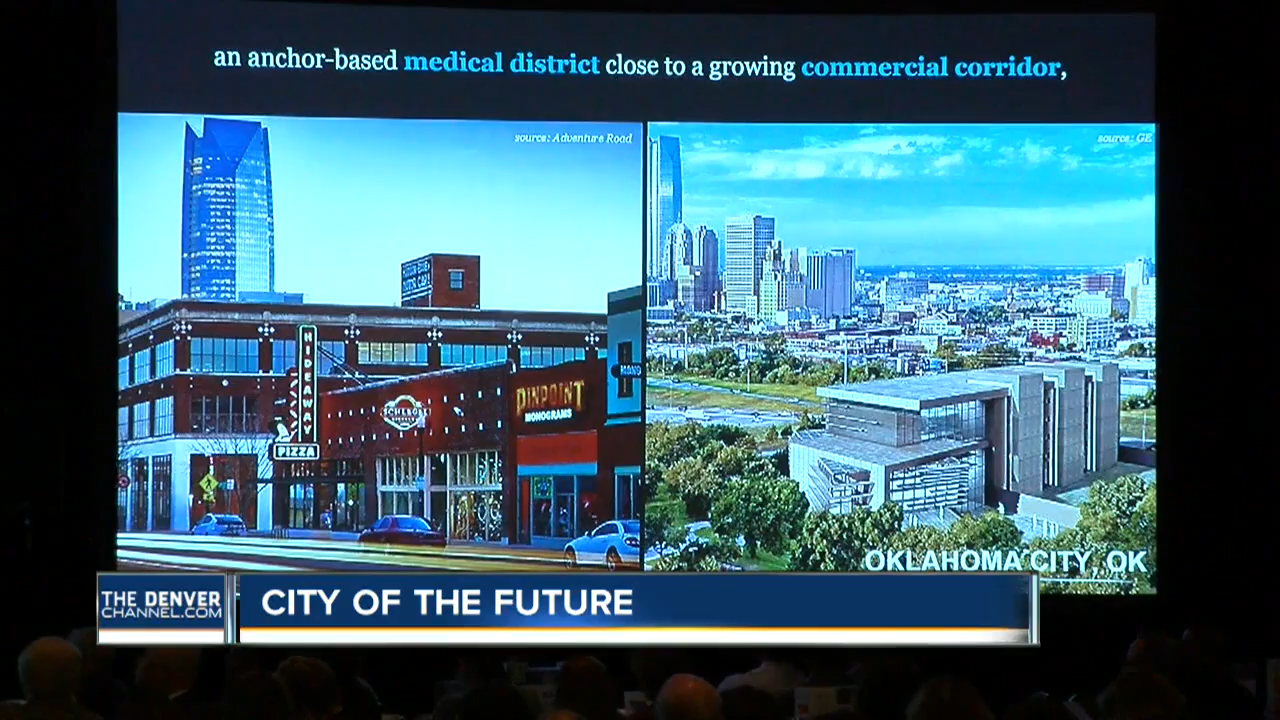 an anchor-based medical district close to a growing commercial corridor,
source: Adventure Road
source: GE
HIDEAWAY
PIZZA
PINPOINT
MONOGRAMS
OKLAHOMA CITY, OK
THE DENVER
CHANNEL.COM
CITY OF THE FUTURE